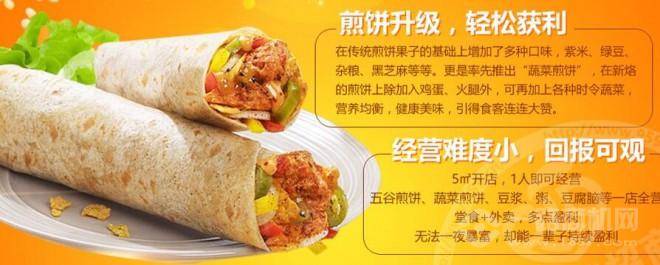 煎饼升级，轻松获利
在传统煎饼果子的基础上增加了多种口味，紫米、绿豆、
杂粮、黑芝麻等等。更是率先推出“蔬菜煎饼”，在新烙
的煎饼上除加入鸡蛋、火腿外，可再加上各种时令蔬菜，
营养均衡，健康美味，引得食客连连大赞。
经营难度小，回报可观
5㎡开店，1人即可经营
五谷煎饼、蔬菜煎饼、豆浆、粥、豆腐脑等一店全营
堂食+外卖，多点盈利
无法一夜暴富，却能一辈子持续盈利